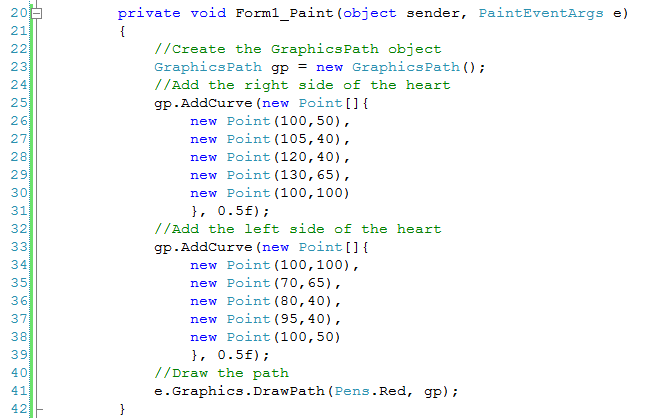 20 private void Form1_Paint(object sender, PaintEventArgs e)
21 {
22 //Create the GraphicsPath object
23 GraphicsPath gp = new GraphicsPath();
24 //Add the right side of the heart
25 gp.AddCurve(new Point[]{
26 new Point(100,50),
27 new Point(105,40),
28 new Point(120,40),
29 new Point(130,65),
30 new Point(100,100)
31 }, 0.5f);
32 //Add the left side of the heart
33 gp.AddCurve(new Point[]{
34 new Point(100,100),
35 new Point(70,65),
36 new Point(80,40),
37 new Point(95,40),
38 new Point(100,50)
39 }, 0.5f);
40 //Draw the path
41 e.Graphics.DrawPath(Pens.Red, gp);
42 }